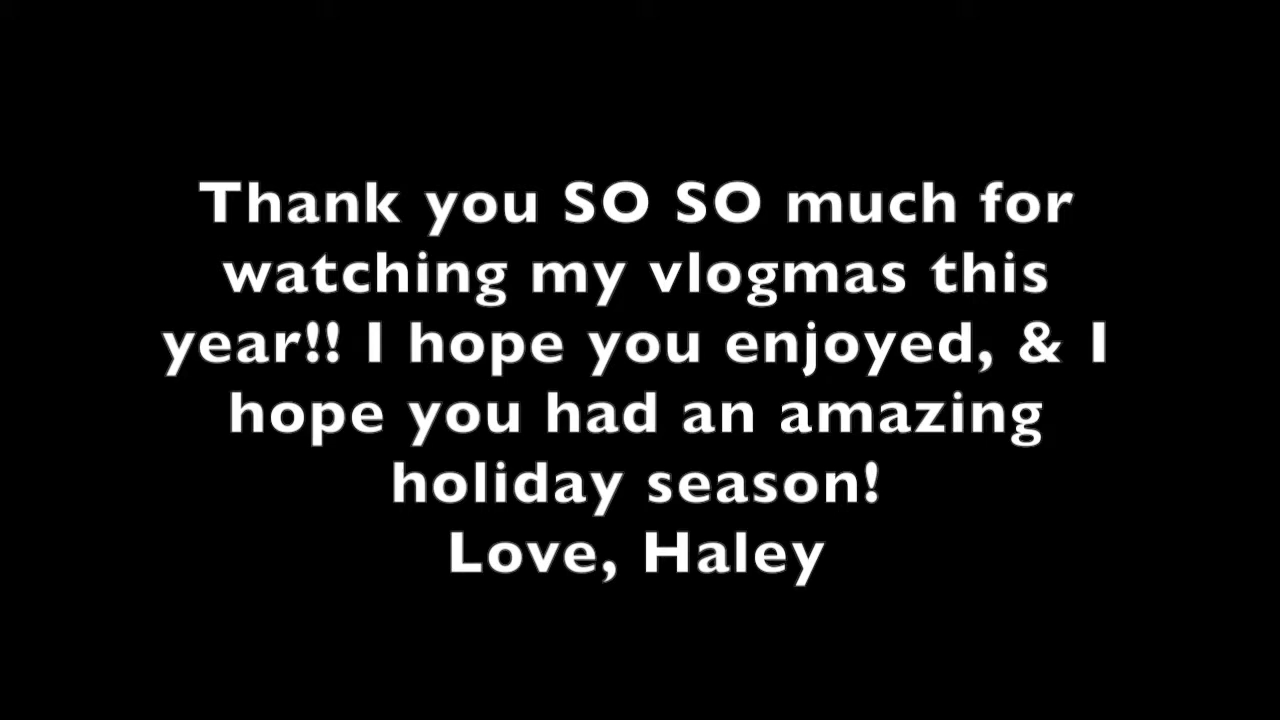 Thank you SO SO much for
watching my vlogmas this
year!! I hope you enjoyed, & I
hope you had an amazing
holiday season!
Love, Haley